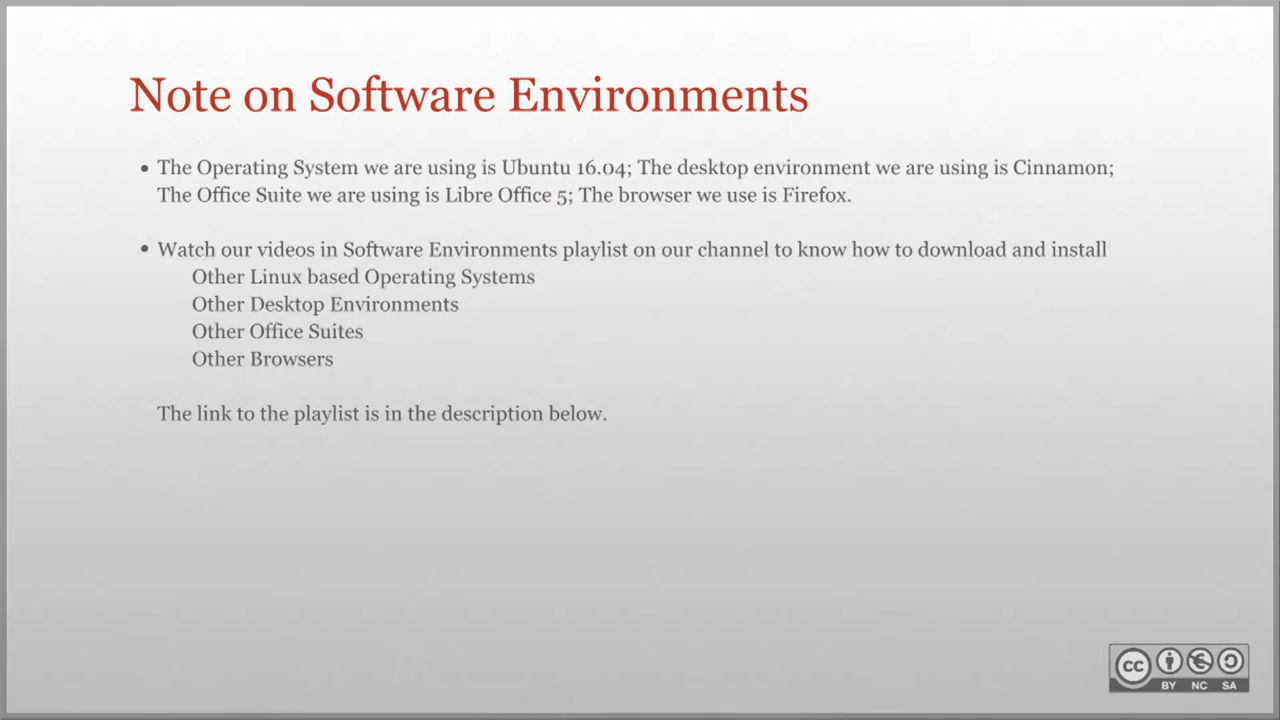 Note on Software Environments
• The Operating System we are using is Ubuntu 16.04; The desktop environment we are using is Cinnamon;
The Office Suite we are using is Libre Office 5; The browser we use is Firefox.
• Watch our videos in Software Environments playlist on our channel to know how to download and install
Other Linux based Operating Systems
Other Desktop Environments
Other Office Suites
Other Browsers
The link to the playlist is in the description below.
cc
BY NC SA